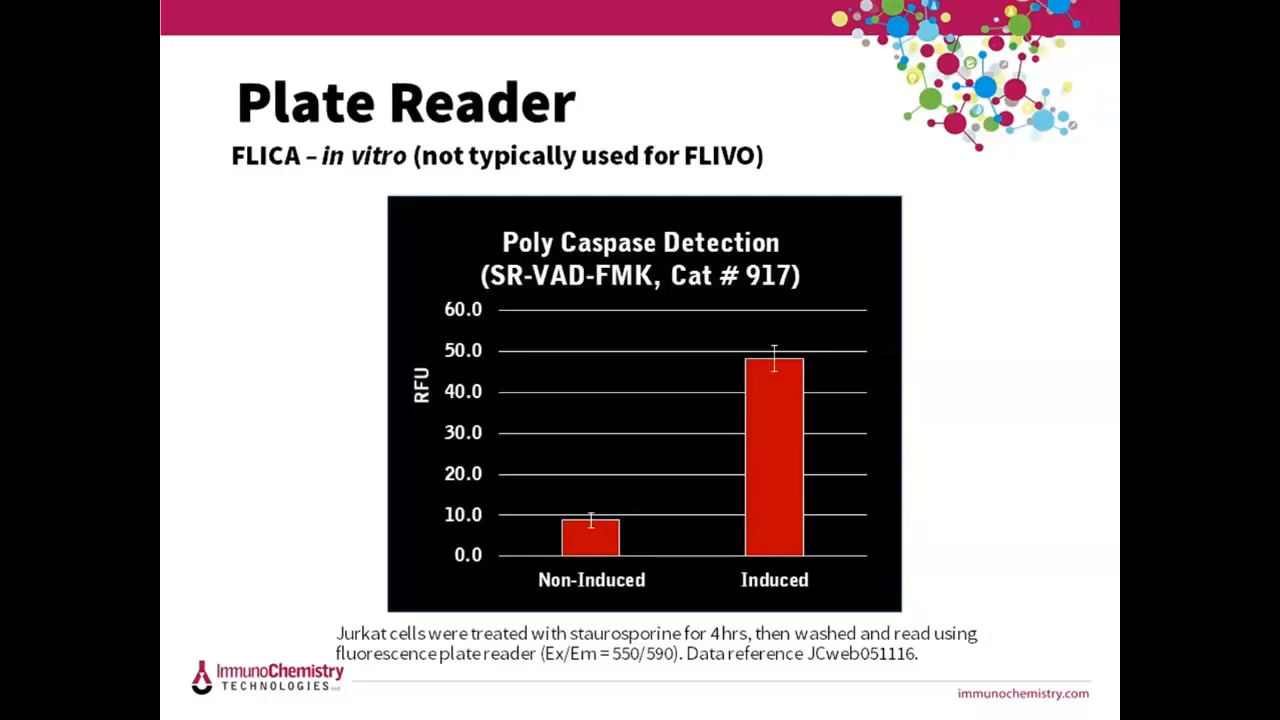 Plate Reader
FLICA – in vitro (not typically used for FLIVO)
Poly Caspase Detection
(SR-VAD-FMK, Cat # 917)
60.0
50.0
40.0
30.0
20.0
10.0
0.0
RFU
Non-Induced
Induced
Jurkat cells were treated with staurosporine for 4hrs, then washed and read using
fluorescence plate reader (Ex/Em = 550/590). Data reference JCweb051116.
ImmunoChemistry
TECHNOLOGIES
immunochemistry.com